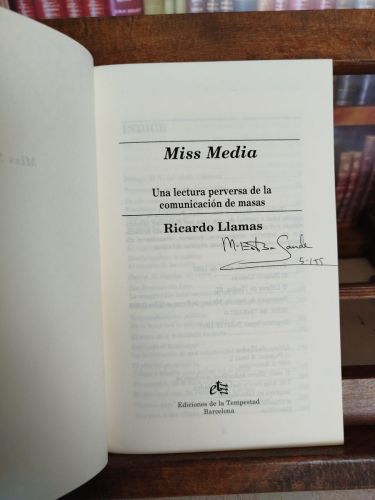 Miss Media
Una lectura perversa de la
comunicación de masas
Ricardo Llamas
Ediciones de la Tempestad
Barcelona